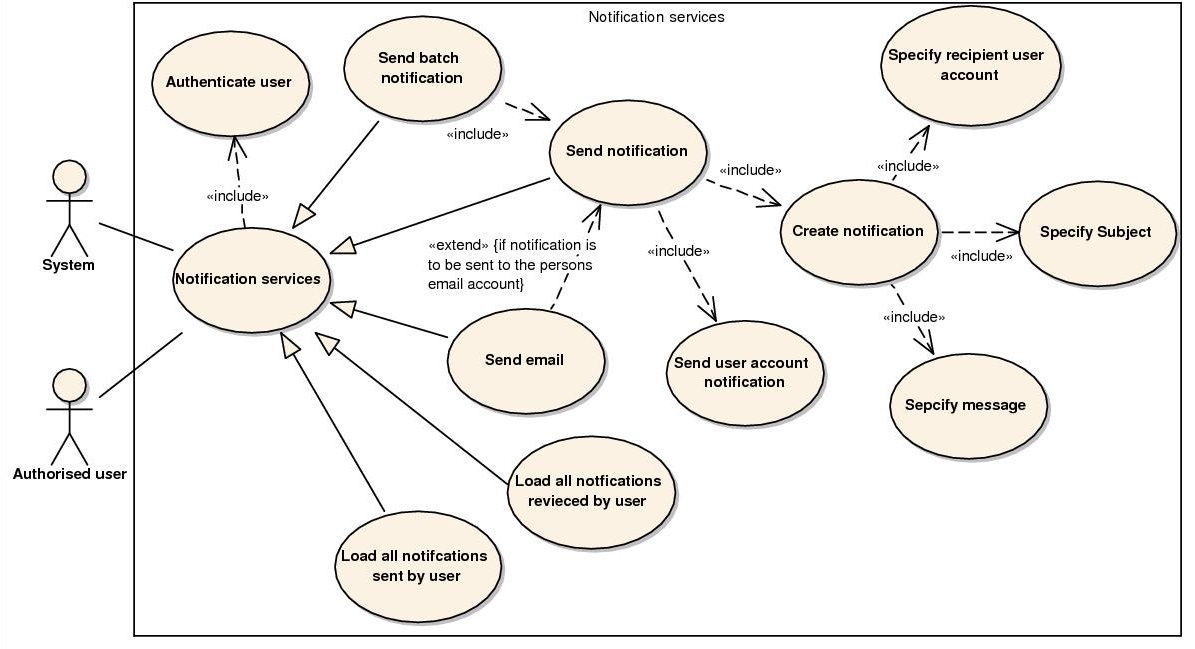 Notification services
Authenticate user
Send batch
notification
Specify recipient user
account
«include»
Send notification
«include»
«include»
«include»
System
Notification services
«extend» {if notification is
to be sent to the persons
email account}
«include»
Create notification
«include»
Specify Subject
«include»
Send email
Send user account
notification
Sepcify message
Authorised user
Load all notfications
revieced by user
Load all notifcations
sent by user